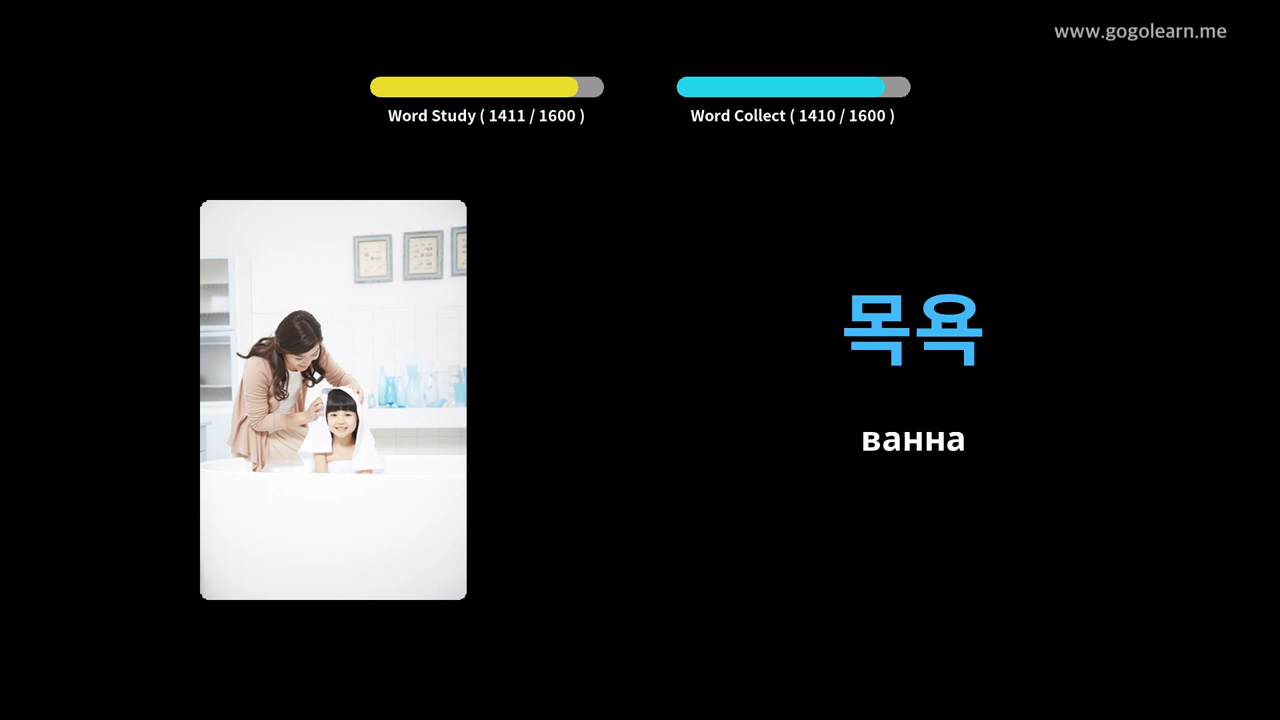 www.gogolearn.me
Word Study ( 1411 / 1600 )
Word Collect ( 1410 / 1600 )
목욕
ванна